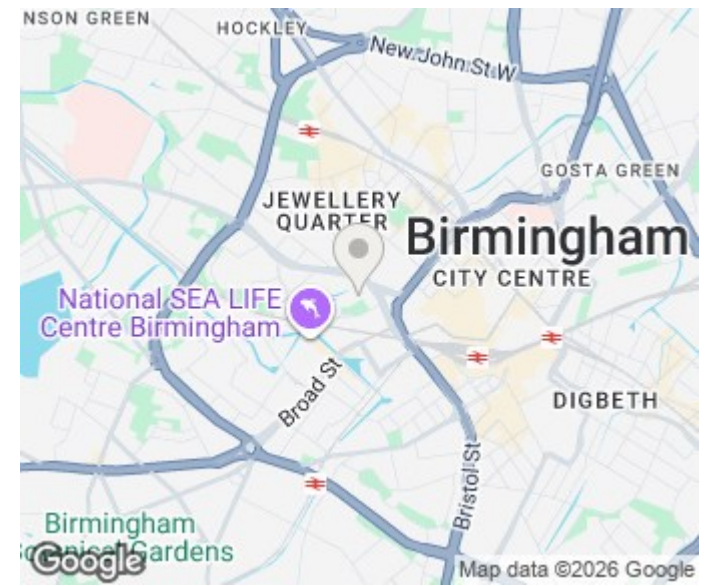 NSON GREEN
HOCKLEY
New John St W
GOSTA GREEN
JEWELLERY
QUARTER
Birmingham
CITY CENTRE
National SEA LIFE
Centre Birmingham
Broad St
DIGBETH
Bristol St
Birmingham
Botanical Gardens
Google
Map data ©2026 Google